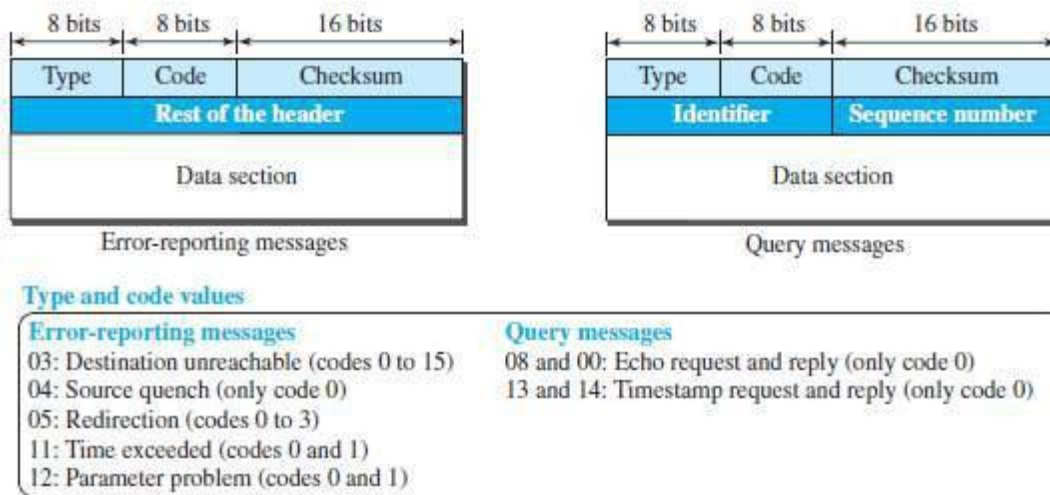 8 bits 8 bits 16 bits
Type Code Checksum
Rest of the header
Data section
Error-reporting messages
8 bits 8 bits 16 bits
Type Code Checksum
Identifier Sequence number
Data section
Query messages
Type and code values
Error-reporting messages
03: Destination unreachable (codes 0 to 15)
04: Source quench (only code 0)
05: Redirection (codes 0 to 3)
11: Time exceeded (codes 0 and 1)
12: Parameter problem (codes 0 and 1)
Query messages
08 and 00: Echo request and reply (only code 0)
13 and 14: Timestamp request and reply (only code 0)